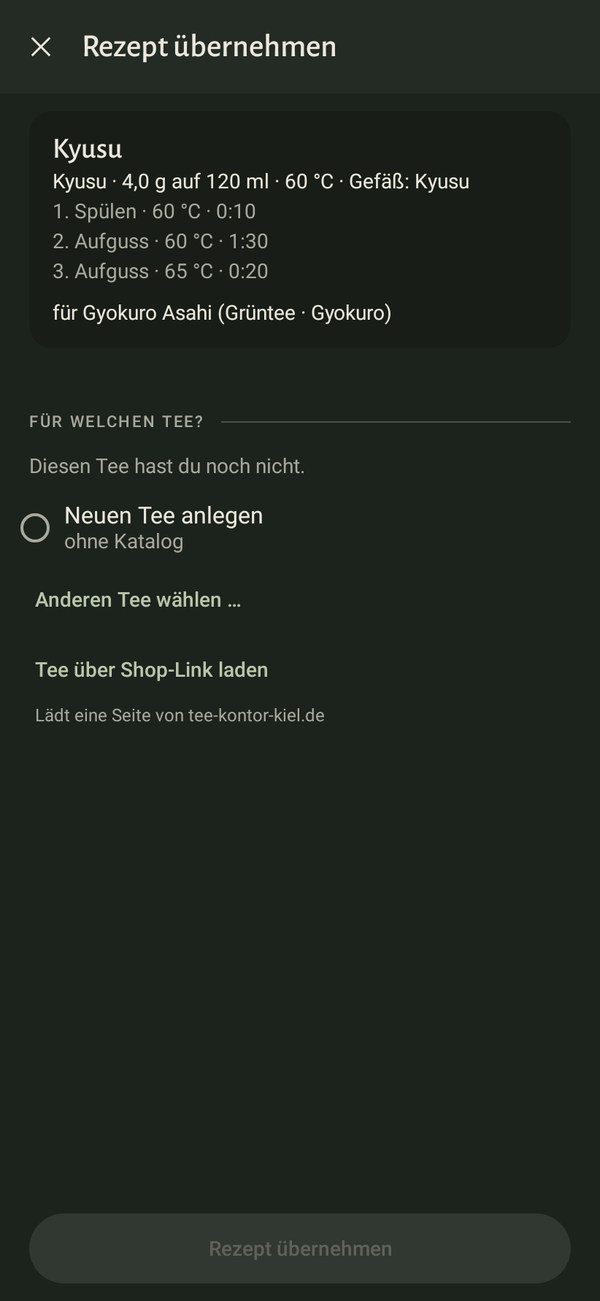 Rezept übernehmen
Kyusu
Kyusu · 4,0 g auf 120 ml · 60 °C · Gefäß: Kyusu
1. Spülen · 60 °C · 0:10
2. Aufguss · 60 °C · 1:30
3. Aufguss · 65 °C · 0:20
für Gyokuro Asahi (Grüntee · Gyokuro)
FÜR WELCHEN TEE?
Diesen Tee hast du noch nicht.
Neuen Tee anlegen
ohne Katalog
Anderen Tee wählen …
Tee über Shop-Link laden
Lädt eine Seite von tee-kontor-kiel.de
Rezept übernehmen